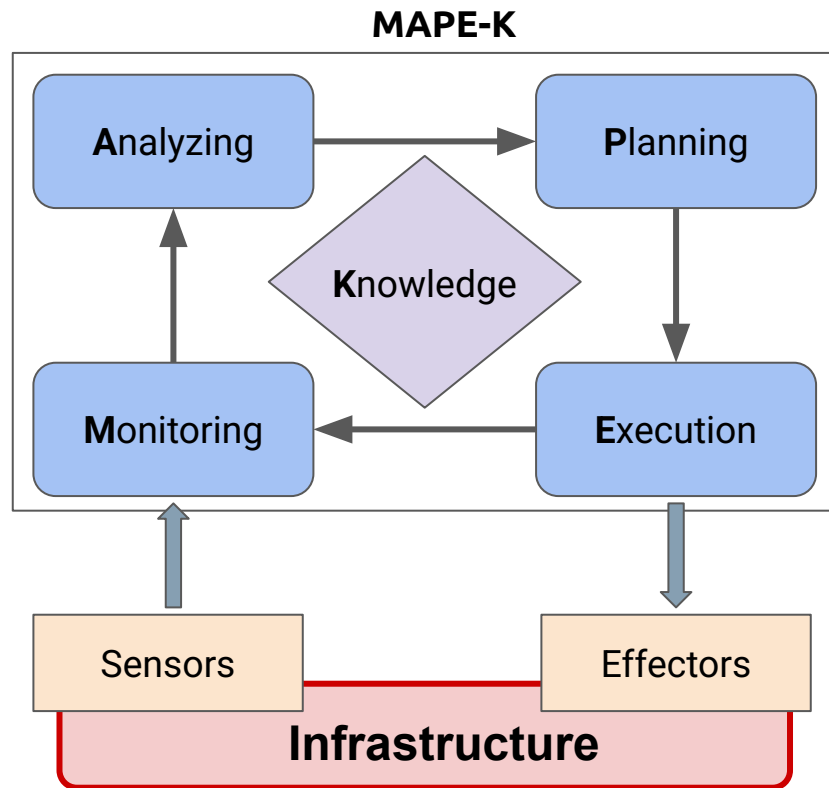 MAPE-K
Analyzing
Planning
Knowledge
Monitoring
Execution
Sensors
Effectors
Infrastructure